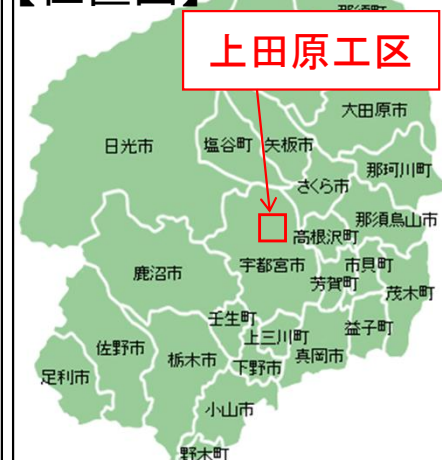 上田原工区
大田原市
日光市
塩谷町
矢板市
那珂川町
さくら市
那須烏山市
高根沢町
宇都宮市
市貝町
鹿沼市
芳賀町
茂木町
壬生町
上三川町
益子町
佐野市
栃木市
下野市
真岡市
足利市
小山市
野木町